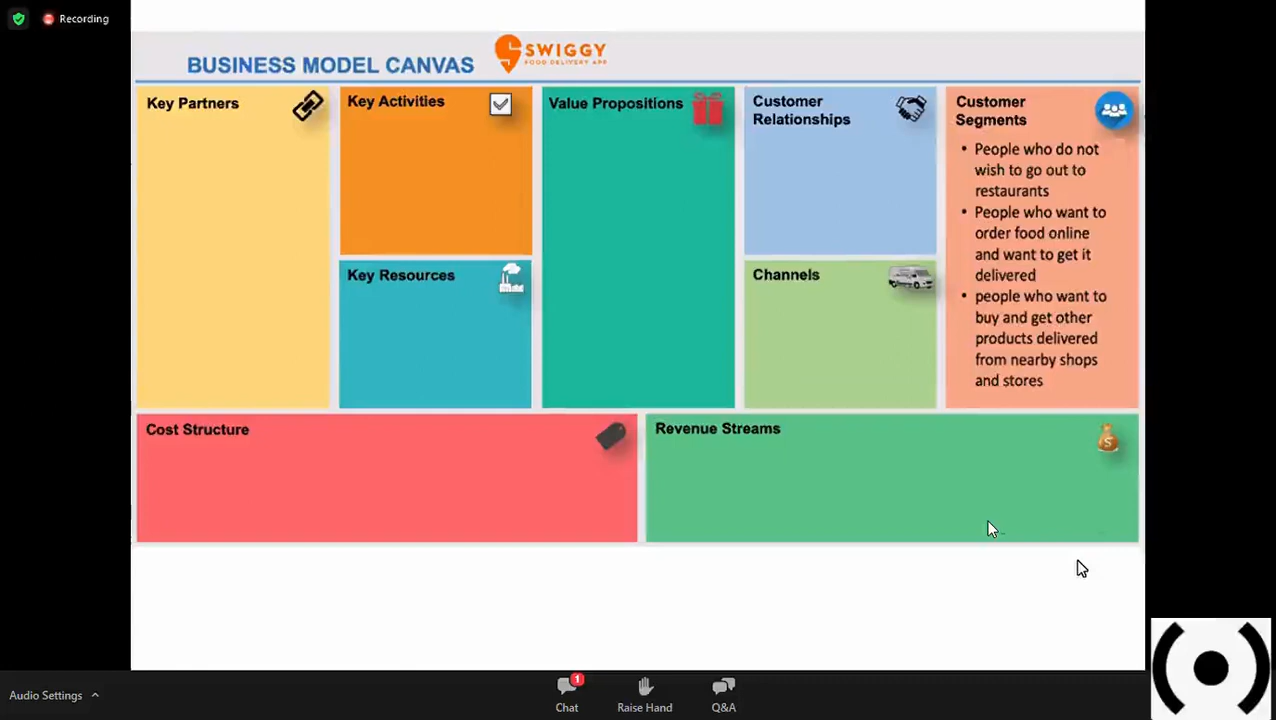 Recording
BUSINESS MODEL CANVAS
SWIGGY
FOOD DELIVERY APP
Key Partners
Key Activities
Value Propositions
Customer
Relationships
Customer
Segments
• People who do not
wish to go out to
restaurants
• People who want to
order food online
and want to get it
delivered
• people who want to
buy and get other
products delivered
from nearby shops
and stores
Key Resources
Channels
Cost Structure
Revenue Streams
$
Audio Settings
1
Chat
Raise Hand
Q&A